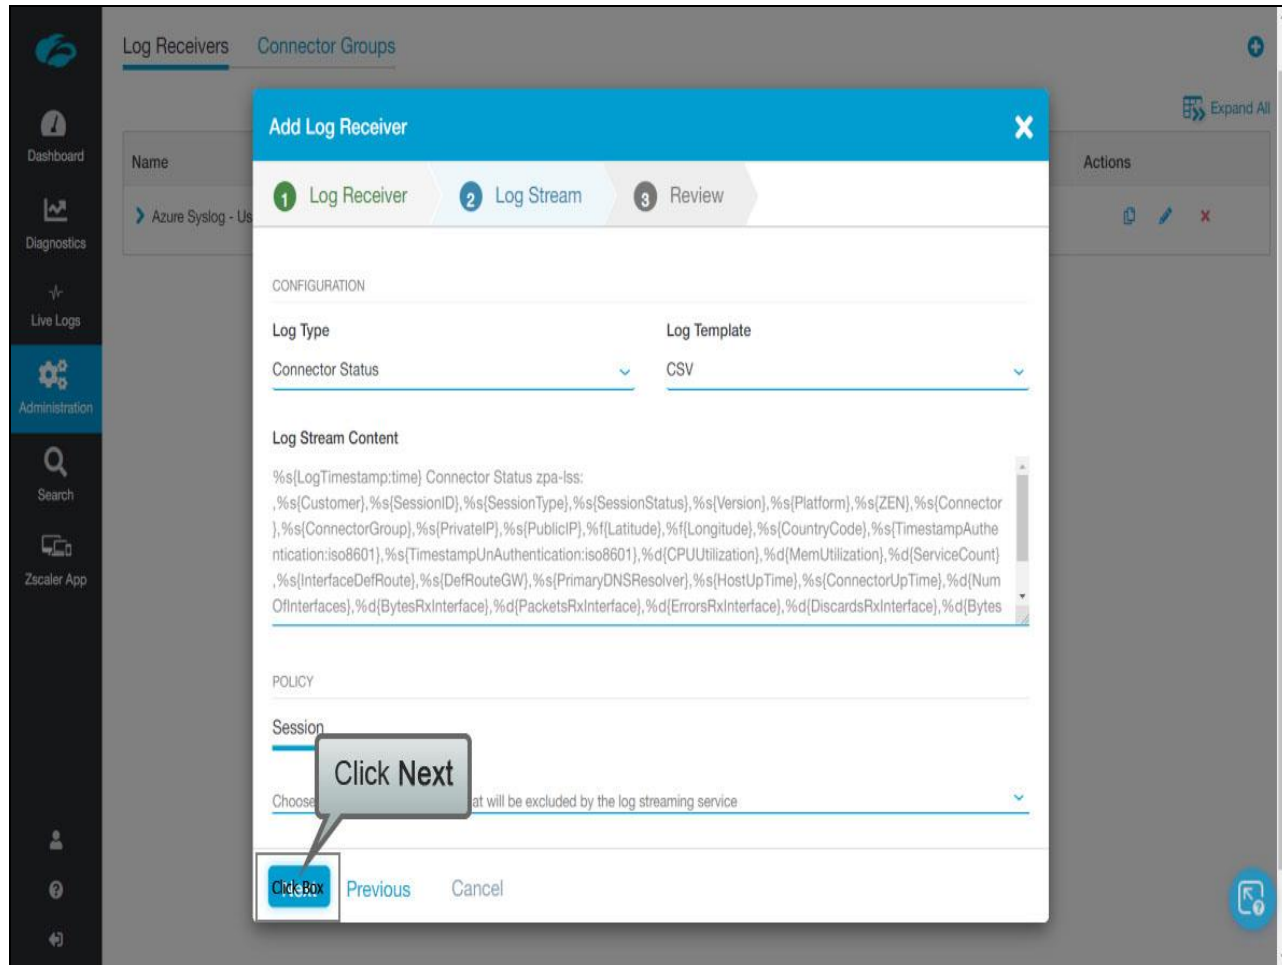 Log Receivers Connector Groups
Expand All
Add Log Receiver
Dashboard
Name
Actions
1 Log Receiver 2 Log Stream 3 Review
Azure Syslog - Us
Diagnostics
CONFIGURATION
Live Logs
Log Type Log Template
Connector Status CSV
Administration
Log Stream Content
%s{LogTimestamp:time} Connector Status zpa-lss:
,%s{Customer},%s{SessionID},%s{SessionType},%s{SessionStatus},%s{Version},%s{Platform},%s{ZEN},%s{Connector
},%s{ConnectorGroup},%s{PrivateIP},%s{PublicIP},%f{Latitude},%f{Longitude},%s{CountryCode},%s{TimestampAuthe
ntication:iso8601},%s{TimestampUnAuthentication:iso8601},%d{CPUUtilization},%d{MemUtilization},%d{ServiceCount}
,%s{InterfaceDefRoute},%s{DefRouteGW},%s{PrimaryDNSResolver},%s{HostUpTime},%s{ConnectorUpTime},%d{Num
OfInterfaces},%d{BytesRxInterface},%d{PacketsRxInterface},%d{ErrorsRxInterface},%d{DiscardsRxInterface},%d{Bytes
Search
Zscaler App
POLICY
Session
Click Next
Choose at will be excluded by the log streaming service
Click Box
Next Previous Cancel